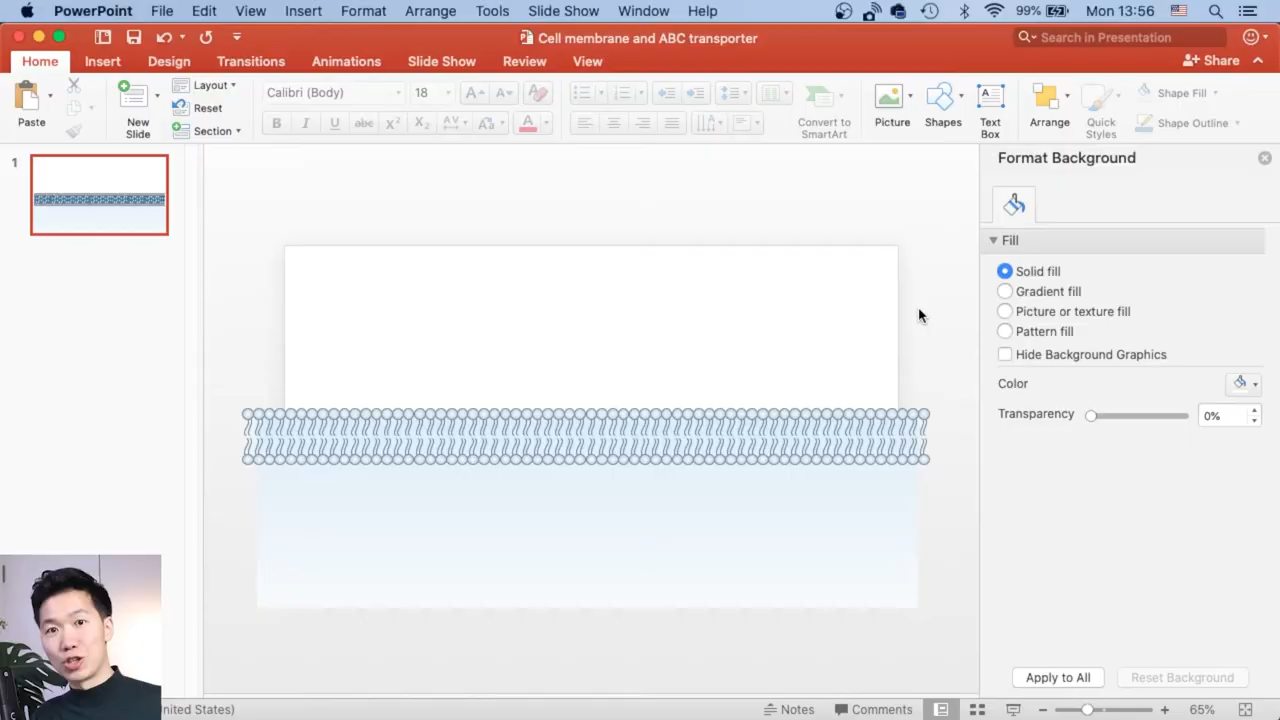 PowerPoint File Edit View Insert Format Arrange Tools Slide Show Window Help 99% Mon 13:56
Cell membrane and ABC transporter
Search in Presentation
Home Insert Design Transitions Animations Slide Show Review View Share
Paste
New Slide
Layout
Reset
Section
Calibri (Body) 18
B I U abc X² X₂ A
Convert to SmartArt
Picture
Shapes
Text Box
Arrange
Quick Styles
Shape Fill
Shape Outline
1
Format Background
Fill
Solid fill
Gradient fill
Picture or texture fill
Pattern fill
Hide Background Graphics
Color
Transparency 0%
Apply to All Reset Background
United States) Notes Comments 65%